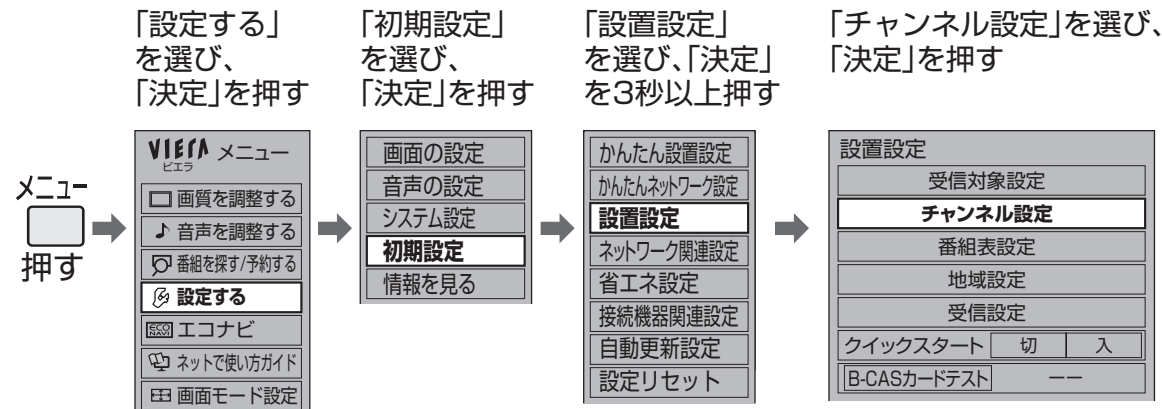 「設定する」
を選び、
「決定」を押す
「初期設定」
を選び、
「決定」を押す
「設置設定」
を選び、「決定」
を3秒以上押す
「チャンネル設定」を選び、
「決定」を押す
メニュー
押す
VIERA メニュー
ビエラ
画質を調整する
音声を調整する
番組を探す/予約する
設定する
ECO NAVI エコナビ
ネットで使い方ガイド
画面モード設定
画面の設定
音声の設定
システム設定
初期設定
情報を見る
かんたん設置設定
かんたんネットワーク設定
設置設定
ネットワーク関連設定
省エネ設定
接続機器関連設定
自動更新設定
設定リセット
設置設定
受信対象設定
チャンネル設定
番組表設定
地域設定
受信設定
クイックスタート 切 入
B-CASカードテスト −−